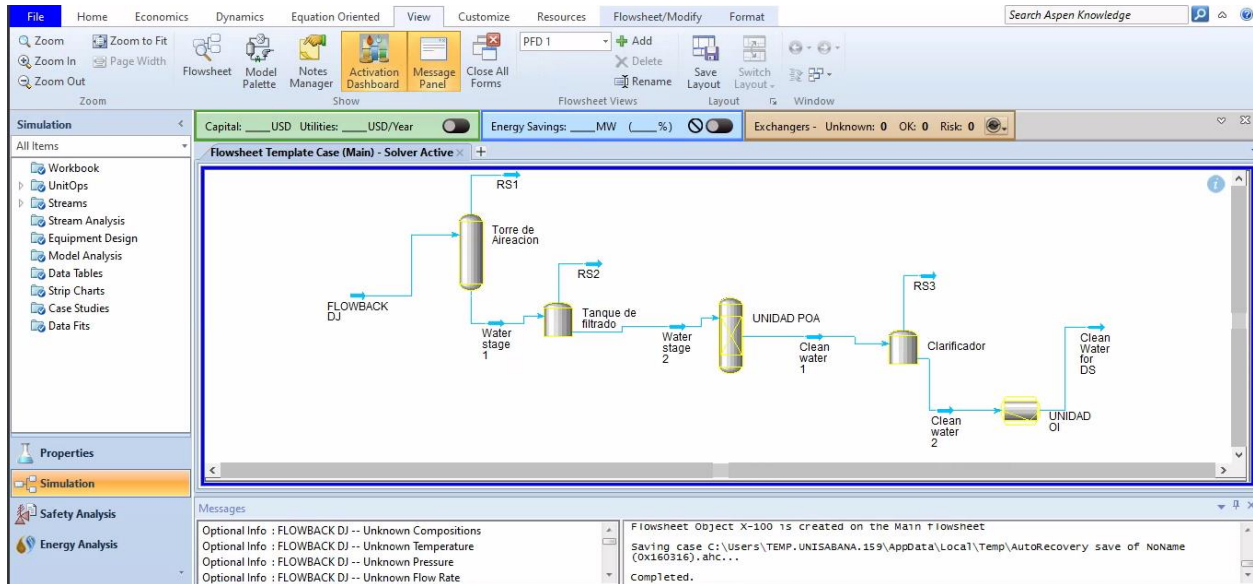 File Home Economics Dynamics Equation Oriented View Customize Resources Flowsheet/Modify Format Search Aspen Knowledge
Zoom Zoom to Fit
Zoom In Page Width
Zoom Out
Zoom
Flowsheet
Model
Palette
Notes
Manager
Activation
Dashboard
Message
Panel
Close All
Forms
Show
PFD 1
Add
Delete
Rename
Flowsheet Views
Save
Layout
Switch
Layout
Layout
Window
Simulation
All Items
Workbook
UnitOps
Streams
Stream Analysis
Equipment Design
Model Analysis
Data Tables
Strip Charts
Case Studies
Data Fits
Properties
Simulation
Safety Analysis
Energy Analysis
Capital: ____USD Utilities: ____USD/Year
Energy Savings: ____MW (____%)
Exchangers - Unknown: 0 OK: 0 Risk: 0
Flowsheet Template Case (Main) - Solver Active
RS1
Torre de
Aireacion
FLOWBACK
DJ
RS2
Water
stage
1
Tanque de
filtrado
Water
stage
2
UNIDAD POA
Clean
water
1
RS3
Clarificador
Clean
water
2
UNIDAD
OI
Clean
Water
for
DS
Messages
Optional Info : FLOWBACK DJ -- Unknown Compositions
Optional Info : FLOWBACK DJ -- Unknown Temperature
Optional Info : FLOWBACK DJ -- Unknown Pressure
Optional Info : FLOWBACK DJ -- Unknown Flow Rate
Flowsheet Object X-100 is created on the Main flowsheet
Saving case C:\Users\TEMP.UNISABANA.159\AppData\Local\Temp\AutoRecovery save of NoName
(0x160316).ahc...
Completed.